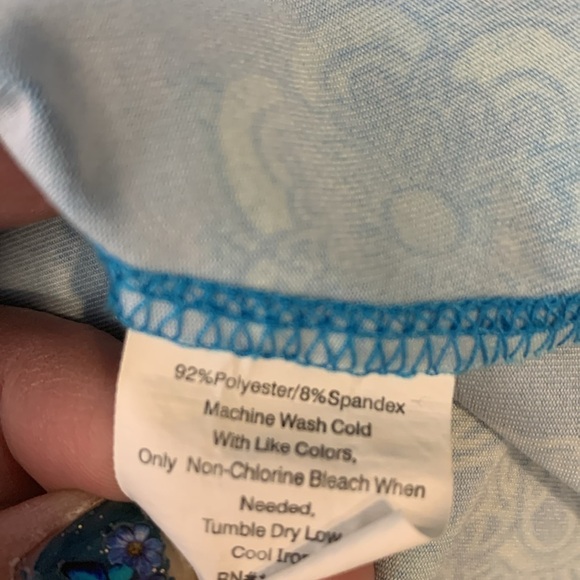 92%Polyester/8%Spandex
Machine Wash Cold
With Like Colors,
Only Non-Chlorine Bleach When
Needed,
Tumble Dry Low
Cool